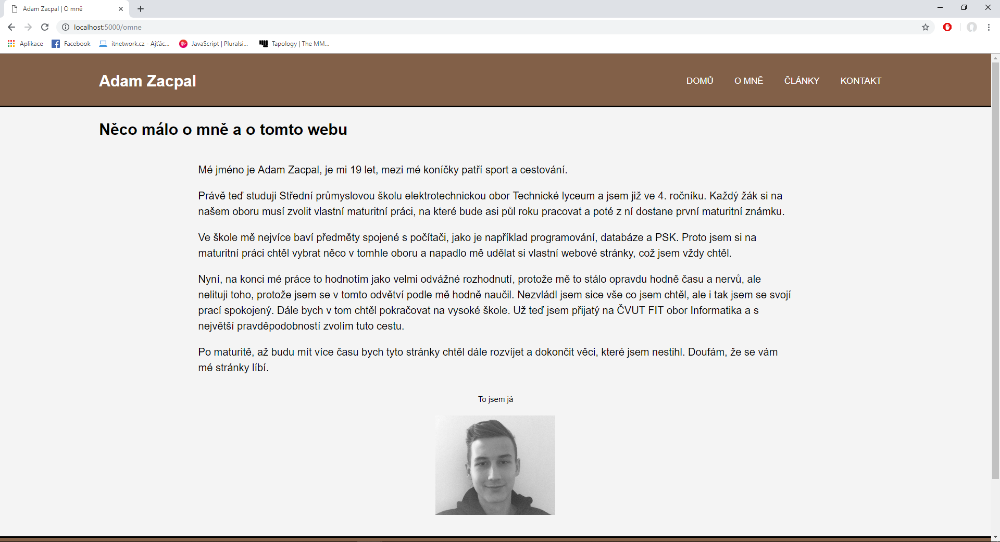 Adam Zacpal | O mně
localhost:5000/omne
Aplikace
Facebook
itnetwork.cz - Ajťác...
JavaScript | Pluralsi...
Tapology | The MM...
Adam Zacpal
DOMŮ
O MNĚ
ČLÁNKY
KONTAKT
Něco málo o mně a o tomto webu
Mé jméno je Adam Zacpal, je mi 19 let, mezi mé koníčky patří sport a cestování.
Právě teď studuji Střední průmyslovou školu elektrotechnickou obor Technické lyceum a jsem již ve 4. ročníku. Každý žák si na
našem oboru musí zvolit vlastní maturitní práci, na které bude asi půl roku pracovat a poté z ní dostane první maturitní známku.
Ve škole mě nejvíce baví předměty spojené s počítači, jako je například programování, databáze a PSK. Proto jsem si na
maturitní práci chtěl vybrat něco v tomhle oboru a napadlo mě udělat si vlastní webové stránky, což jsem vždy chtěl.
Nyní, na konci mé práce to hodnotím jako velmi odvážné rozhodnutí, protože mě to stálo opravdu hodně času a nervů, ale
nelituji toho, protože jsem se v tomto odvětví podle mě hodně naučil. Nezvládl jsem sice vše co jsem chtěl, ale i tak jsem se svojí
prací spokojený. Dále bych v tom chtěl pokračovat na vysoké škole. Už teď jsem přijatý na ČVUT FIT obor Informatika a s
největší pravděpodobností zvolím tuto cestu.
Po maturitě, až budu mít více času bych tyto stránky chtěl dále rozvíjet a dokončit věci, které jsem nestihl. Doufám, že se vám
mé stránky líbí.
To jsem já